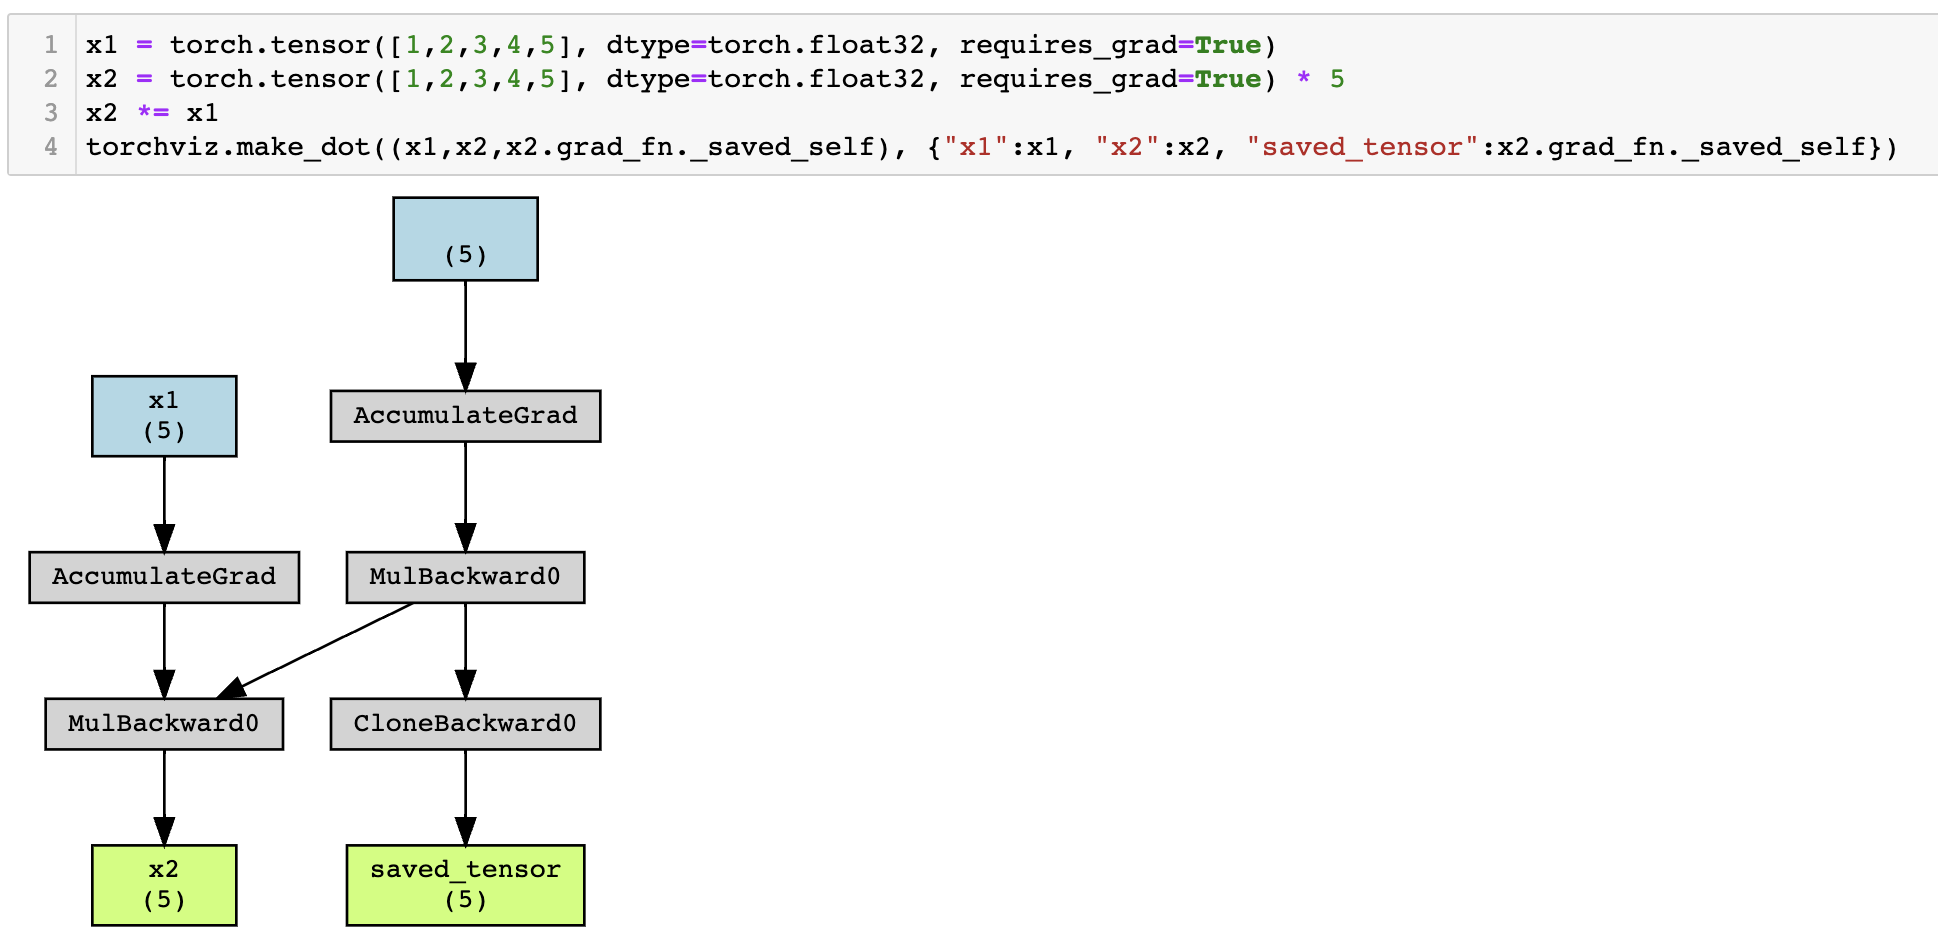 1 x1 = torch.tensor([1,2,3,4,5], dtype=torch.float32, requires_grad=True)
2 x2 = torch.tensor([1,2,3,4,5], dtype=torch.float32, requires_grad=True) * 5
3 x2 *= x1
4 torchviz.make_dot((x1,x2,x2.grad_fn._saved_self), {"x1":x1, "x2":x2, "saved_tensor":x2.grad_fn._saved_self})
(5)
x1
(5)
AccumulateGrad
AccumulateGrad
MulBackward0
MulBackward0
CloneBackward0
x2
(5)
saved_tensor
(5)